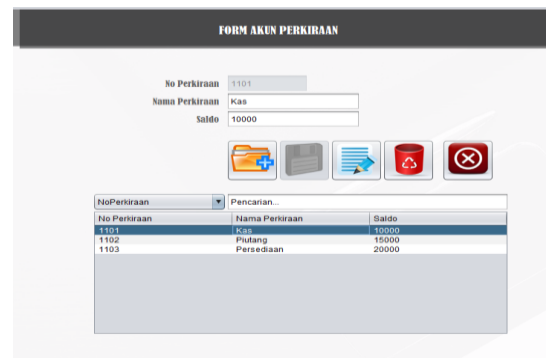 FORM AKUN PERKIRAAN
No Perkiraan 1101
Nama Perkiraan Kas
Saldo 10000
NoPerkiraan Pencarian...
No Perkiraan Nama Perkiraan Saldo
1101 Kas 10000
1102 Piutang 15000
1103 Persediaan 20000